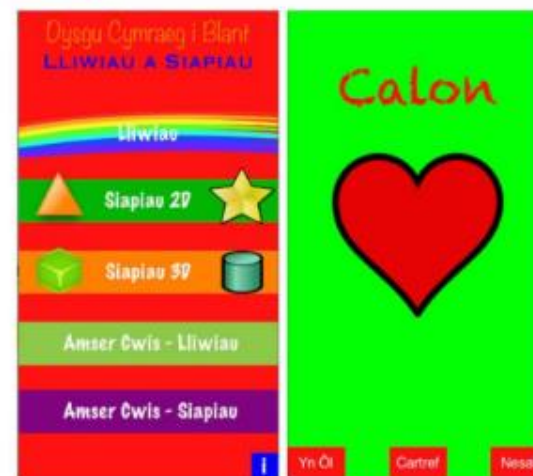 Dysgu Cymraeg i Blant
LLIWIAU A SIAPIAU
Lliwiau
Siapiau 2D
Siapiau 3D
Amser Cwis - Lliwiau
Amser Cwis - Siapiau
i
Calon
Yn Ôl
Cartref
Nesa